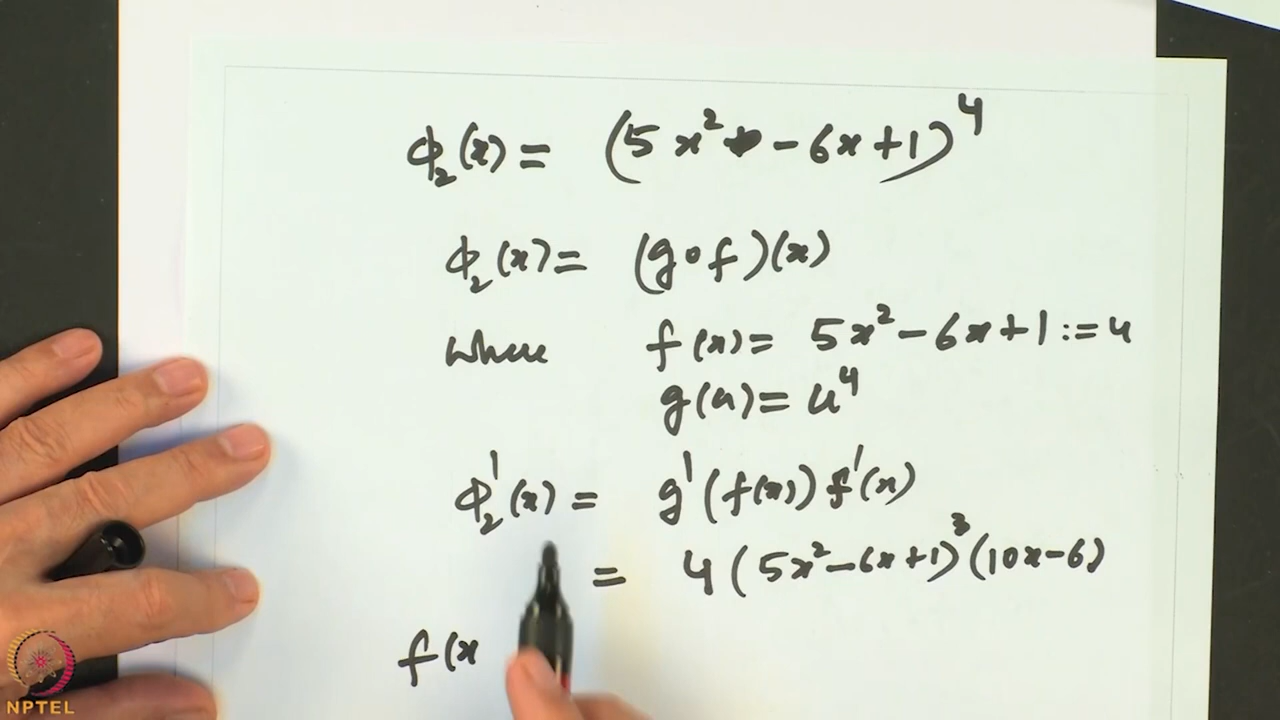 ϕ₂(x) = (5x² - 6x + 1)⁴
ϕ₂(x) = (g∘f)(x)
where f(x) = 5x² - 6x + 1 := u
g(u) = u⁴
ϕ₂'(x) = g'(f(x)) f'(x)
= 4(5x² - 6x + 1)³(10x - 6)
f(x
NPTEL